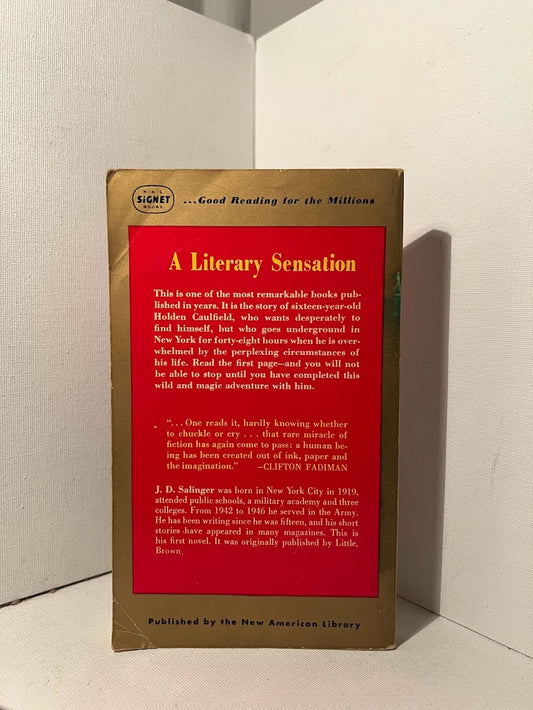 N·A·L
SIGNET
BOOKS
...Good Reading for the Millions
A Literary Sensation
This is one of the most remarkable books pub-
lished in years. It is the story of sixteen-year-old
Holden Caulfield, who wants desperately to
find himself, but who goes underground in
New York for forty-eight hours when he is over-
whelmed by the perplexing circumstances of
his life. Read the first page—and you will not
be able to stop until you have completed this
wild and magic adventure with him.
“. . . One reads it, hardly knowing whether
to chuckle or cry . . . that rare miracle of
fiction has again come to pass: a human be-
ing has been created out of ink, paper and
the imagination.” —CLIFTON FADIMAN
J. D. Salinger was born in New York City in 1919,
attended public schools, a military academy and three
colleges. From 1942 to 1946 he served in the Army.
He has been writing since he was fifteen, and his short
stories have appeared in many magazines. This is
his first novel. It was originally published by Little,
Brown.
Published by the New American Library